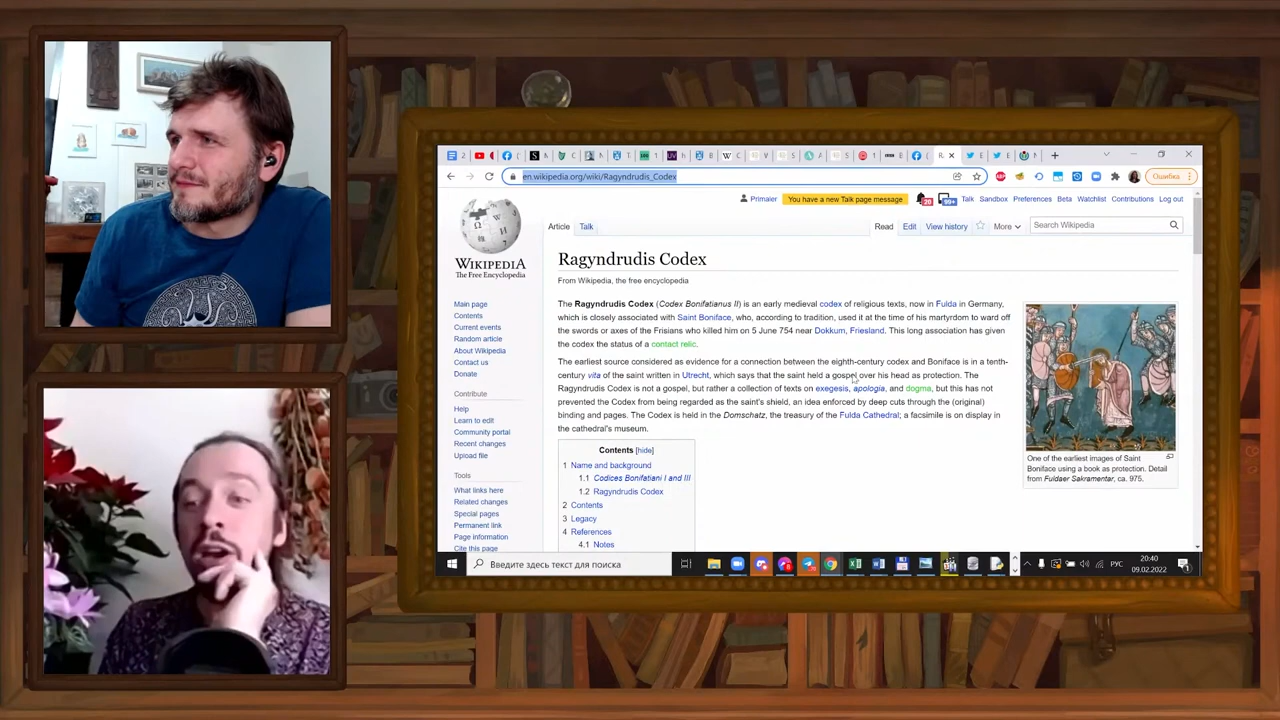 en.wikipedia.org/wiki/Ragyndrudis_Codex
Ошибка
Primaler
You have a new Talk page message
20
99+
Talk
Sandbox
Preferences
Beta
Watchlist
Contributions
Log out
WIKIPEDIA
The Free Encyclopedia
Article
Talk
Read
Edit
View history
More
Search Wikipedia
Ragyndrudis Codex
From Wikipedia, the free encyclopedia
Main page
Contents
Current events
Random article
About Wikipedia
Contact us
Donate
Contribute
Help
Learn to edit
Community portal
Recent changes
Upload file
Tools
What links here
Related changes
Special pages
Permanent link
Page information
Cite this page
The Ragyndrudis Codex (Codex Bonifatianus II) is an early medieval codex of religious texts, now in Fulda in Germany,
which is closely associated with Saint Boniface, who, according to tradition, used it at the time of his martyrdom to ward
off the swords or axes of the Frisians who killed him on 5 June 754 near Dokkum, Friesland. This long association has given
the codex the status of a contact relic.
The earliest source considered as evidence for a connection between the eighth-century codex and Boniface is in a tenth-
century vita of the saint written in Utrecht, which says that the saint held a gospel over his head as protection. The
Ragyndrudis Codex is not a gospel, but rather a collection of texts on exegesis, apologia, and dogma, but this has not
prevented the Codex from being regarded as the saint's shield, an idea enforced by deep cuts through the (original)
binding and pages. The Codex is held in the Domschatz, the treasury of the Fulda Cathedral; a facsimile is on display in
the cathedral's museum.
Contents [hide]
1 Name and background
1.1 Codices Bonifatiani I and III
1.2 Ragyndrudis Codex
2 Contents
3 Legacy
4 References
4.1 Notes
One of the earliest images of Saint
Boniface using a book as protection. Detail
from Fuldaer Sakramentar, ca. 975.
Введите здесь текст для поиска
РУС
20:40
09.02.2022
1